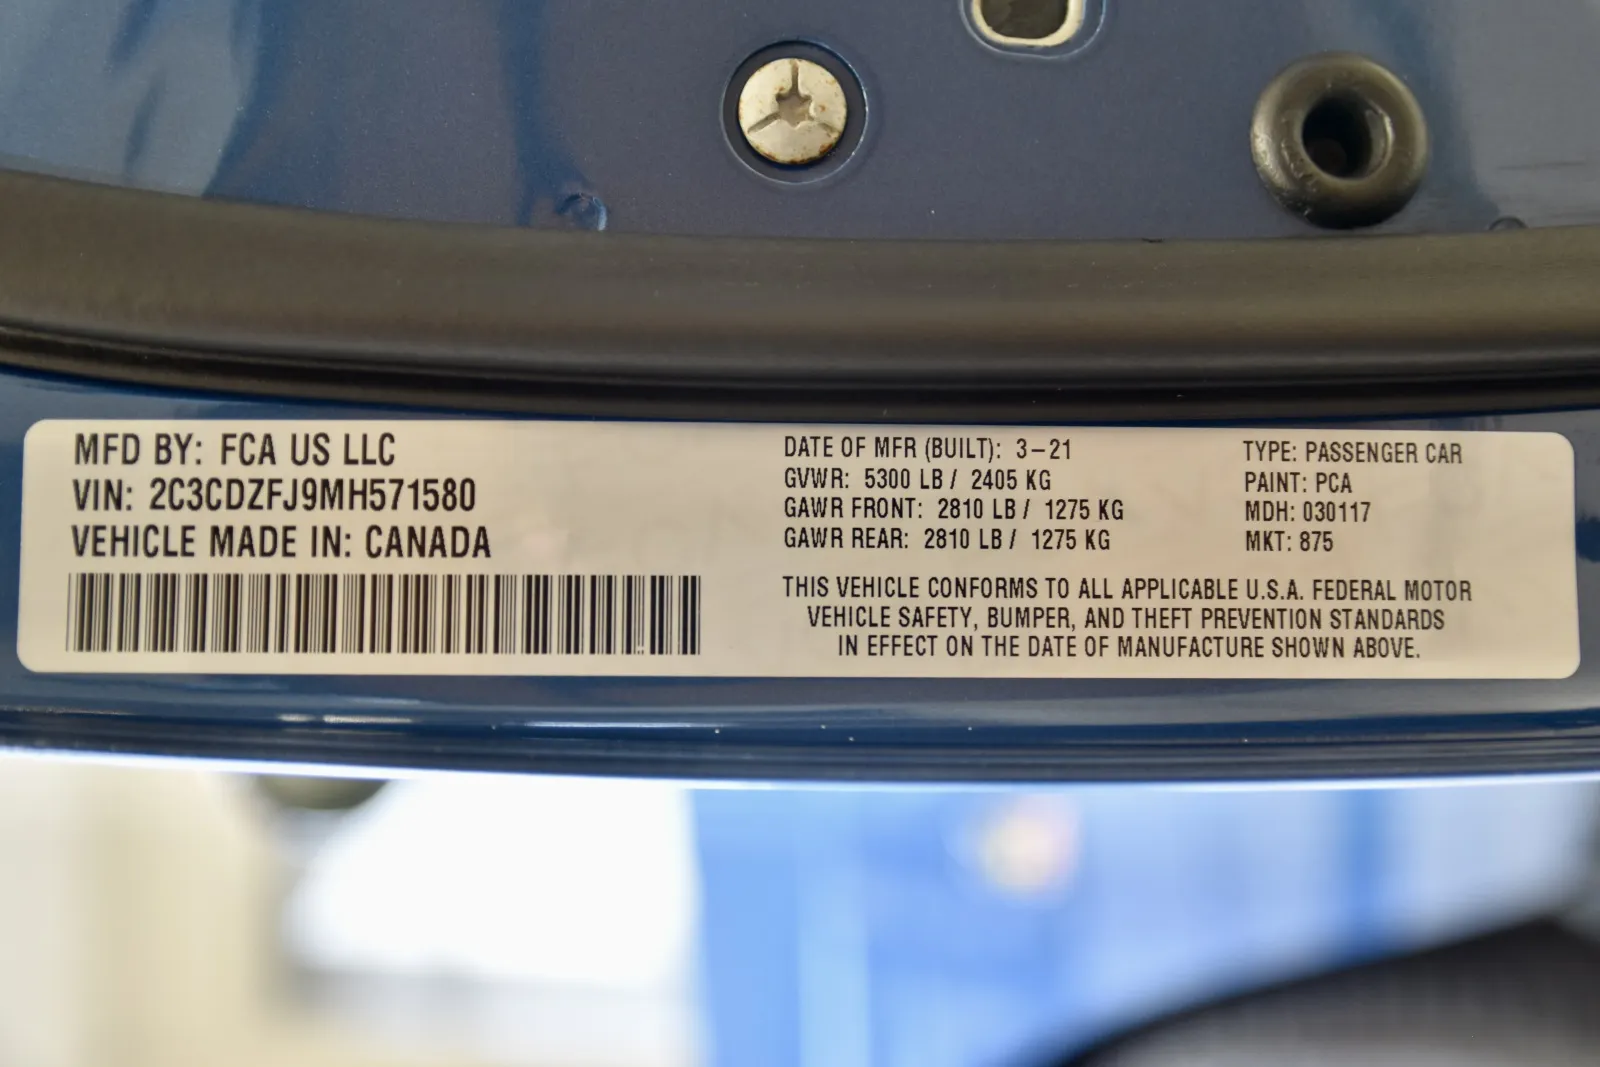 MFD BY: FCA US LLC
VIN: 2C3CDZFJ9MH571580
VEHICLE MADE IN: CANADA
DATE OF MFR (BUILT): 3-21
GVWR: 5300 LB / 2405 KG
GAWR FRONT: 2810 LB / 1275 KG
GAWR REAR: 2810 LB / 1275 KG
TYPE: PASSENGER CAR
PAINT: PCA
MDH: 030117
MKT: 875
THIS VEHICLE CONFORMS TO ALL APPLICABLE U.S.A. FEDERAL MOTOR
VEHICLE SAFETY, BUMPER, AND THEFT PREVENTION STANDARDS
IN EFFECT ON THE DATE OF MANUFACTURE SHOWN ABOVE.